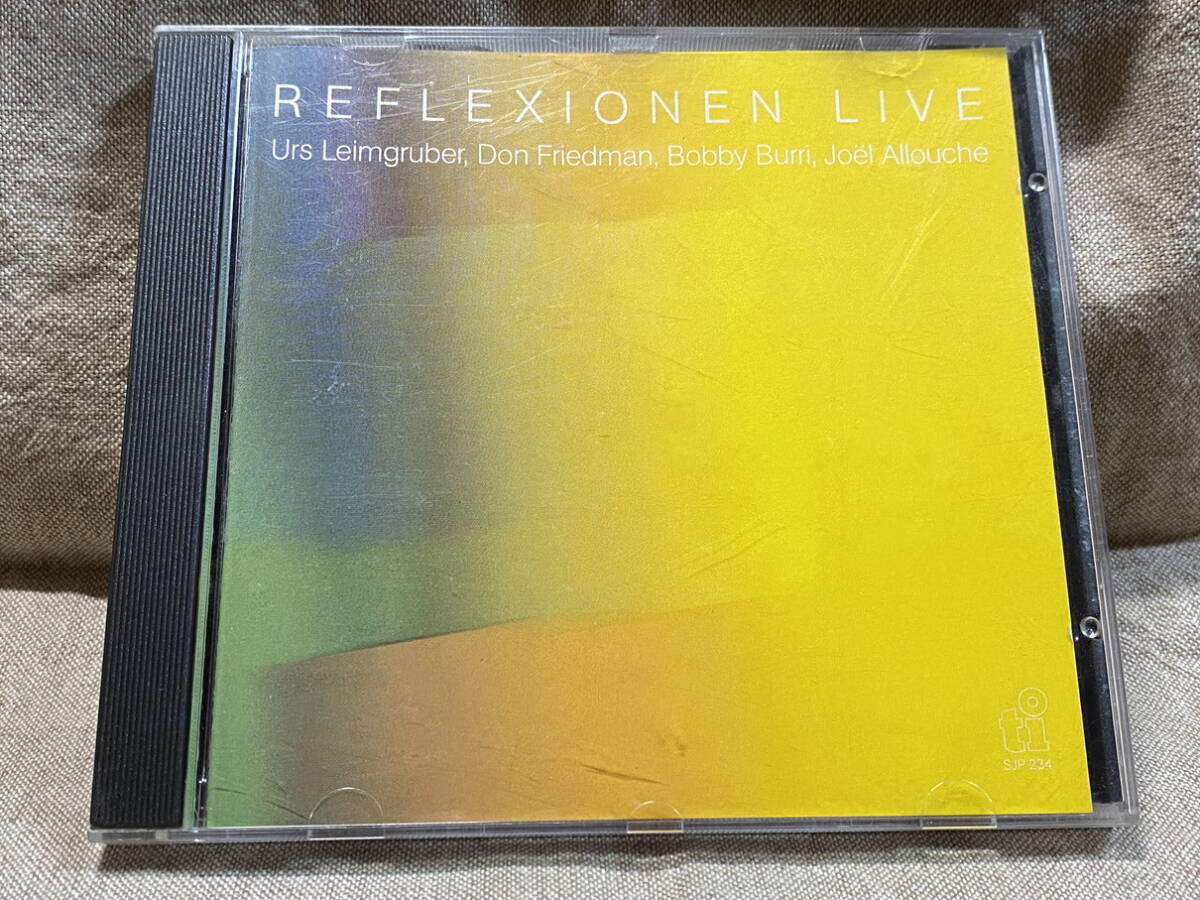 REFLEXIONEN LIVE
Urs Leimgruber, Don Friedman, Bobby Burri, Joël Allouche
ti
SJP 234